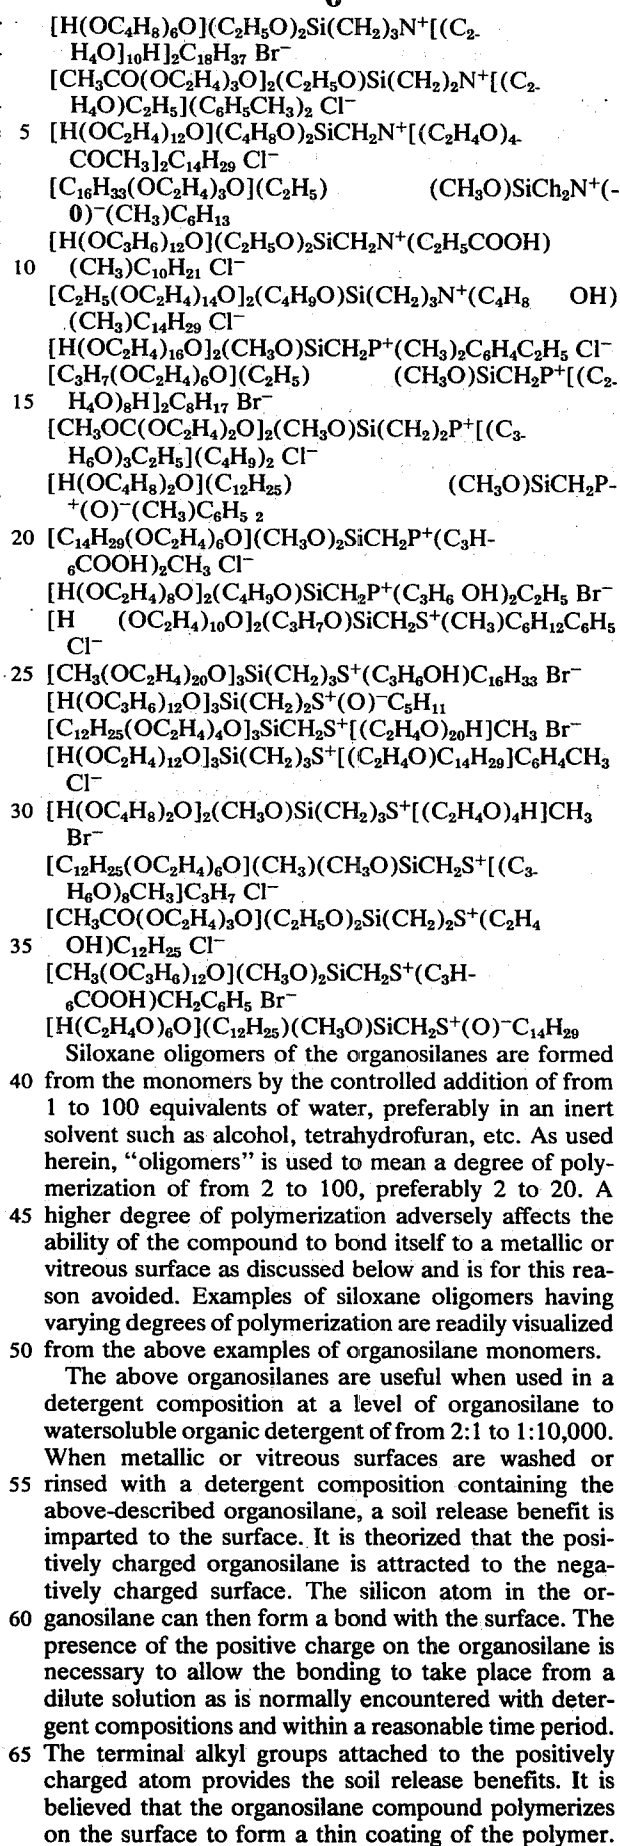 6
[H(OC₄H₈)₆O](C₂H₅O)₂Si(CH₂)₃N⁺[(C₂-
H₄O]₁₀H]₂C₁₈H₃₇ Br⁻
[CH₃CO(OC₂H₄)₃O]₂(C₂H₅O)Si(CH₂)₂N⁺[(C₂-
H₄O)C₂H₅](C₆H₅CH₃)₂ Cl⁻
5 [H(OC₂H₄)₁₂O](C₄H₈O)₂SiCH₂N⁺[(C₂H₄O)₄-
COCH₃]₂C₁₄H₂₉ Cl⁻
[C₁₆H₃₃(OC₂H₄)₃O](C₂H₅) (CH₃O)SiCh₂N⁺(-
0)⁻(CH₃)C₆H₁₃
[H(OC₃H₆)₁₂O](C₂H₅O)₂SiCH₂N⁺(C₂H₅COOH)
10 (CH₃)C₁₀H₂₁ Cl⁻
[C₂H₅(OC₂H₄)₁₄O]₂(C₄H₉O)Si(CH₂)₃N⁺(C₄H₈ OH)
(CH₃)C₁₄H₂₉ Cl⁻
[H(OC₂H₄)₁₆O]₂(CH₃O)SiCH₂P⁺(CH₃)₂C₆H₄C₂H₅ Cl⁻
[C₃H₇(OC₂H₄)₆O](C₂H₅) (CH₃O)SiCH₂P⁺[(C₂-
15 H₄O)₈H]₂C₈H₁₇ Br⁻
[CH₃OC(OC₂H₄)₂O]₂(CH₃O)Si(CH₂)₂P⁺[(C₃-
H₆O)₃C₂H₅](C₄H₉)₂ Cl⁻
[H(OC₄H₈)₂O](C₁₂H₂₅) (CH₃O)SiCH₂P-
⁺(O)⁻(CH₃)C₆H₅ ₂
20 [C₁₄H₂₉(OC₂H₄)₆O](CH₃O)₂SiCH₂P⁺(C₃H-
₆COOH)₂CH₃ Cl⁻
[H(OC₂H₄)₈O]₂(C₄H₉O)SiCH₂P⁺(C₃H₆ OH)₂C₂H₅ Br⁻
[H (OC₂H₄)₁₀O]₂(C₃H₇O)SiCH₂S⁺(CH₃)C₆H₁₂C₆H₅
Cl⁻
25 [CH₃(OC₂H₄)₂₀O]₃Si(CH₂)₃S⁺(C₃H₆OH)C₁₆H₃₃ Br⁻
[H(OC₃H₆)₁₂O]₃Si(CH₂)₂S⁺(O)⁻C₅H₁₁
[C₁₂H₂₅(OC₂H₄)₄O]₃SiCH₂S⁺[(C₂H₄O)₂₀H]CH₃ Br⁻
[H(OC₂H₄)₁₂O]₃Si(CH₂)₃S⁺[(C₂H₄O)C₁₄H₂₉]C₆H₄CH₃
Cl⁻
30 [H(OC₄H₈)₂O]₂(CH₃O)Si(CH₂)₃S⁺[(C₂H₄O)₄H]CH₃
Br⁻
[C₁₂H₂₅(OC₂H₄)₆O](CH₃)(CH₃O)SiCH₂S⁺[(C₃-
H₆O)₈CH₃]C₃H₇ Cl⁻
[CH₃CO(OC₂H₄)₃O](C₂H₅O)₂Si(CH₂)₂S⁺(C₂H₄
35 OH)C₁₂H₂₅ Cl⁻
[CH₃(OC₃H₆)₁₂O](CH₃O)₂SiCH₂S⁺(C₃H-
₆COOH)CH₂C₆H₅ Br⁻
[H(C₂H₄O)₆O](C₁₂H₂₅)(CH₃O)SiCH₂S⁺(O)⁻C₁₄H₂₉
Siloxane oligomers of the organosilanes are formed
40 from the monomers by the controlled addition of from
1 to 100 equivalents of water, preferably in an inert
solvent such as alcohol, tetrahydrofuran, etc. As used
herein, “oligomers” is used to mean a degree of poly-
merization of from 2 to 100, preferably 2 to 20. A
45 higher degree of polymerization adversely affects the
ability of the compound to bond itself to a metallic or
vitreous surface as discussed below and is for this rea-
son avoided. Examples of siloxane oligomers having
varying degrees of polymerization are readily visualized
50 from the above examples of organosilane monomers.
The above organosilanes are useful when used in a
detergent composition at a level of organosilane to
watersoluble organic detergent of from 2:1 to 1:10,000.
When metallic or vitreous surfaces are washed or
55 rinsed with a detergent composition containing the
above-described organosilane, a soil release benefit is
imparted to the surface. It is theorized that the posi-
tively charged organosilane is attracted to the nega-
tively charged surface. The silicon atom in the or-
60 ganosilane can then form a bond with the surface. The
presence of the positive charge on the organosilane is
necessary to allow the bonding to take place from a
dilute solution as is normally encountered with deter-
gent compositions and within a reasonable time period.
65 The terminal alkyl groups attached to the positively
charged atom provides the soil release benefits. It is
believed that the organosilane compound polymerizes
on the surface to form a thin coating of the polymer.